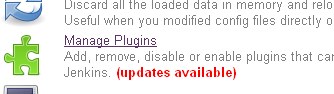 Discard all the loaded data in memory and relo
Useful when you modified config files directly o
Manage Plugins
Add, remove, disable or enable plugins that car
Jenkins. (updates available)